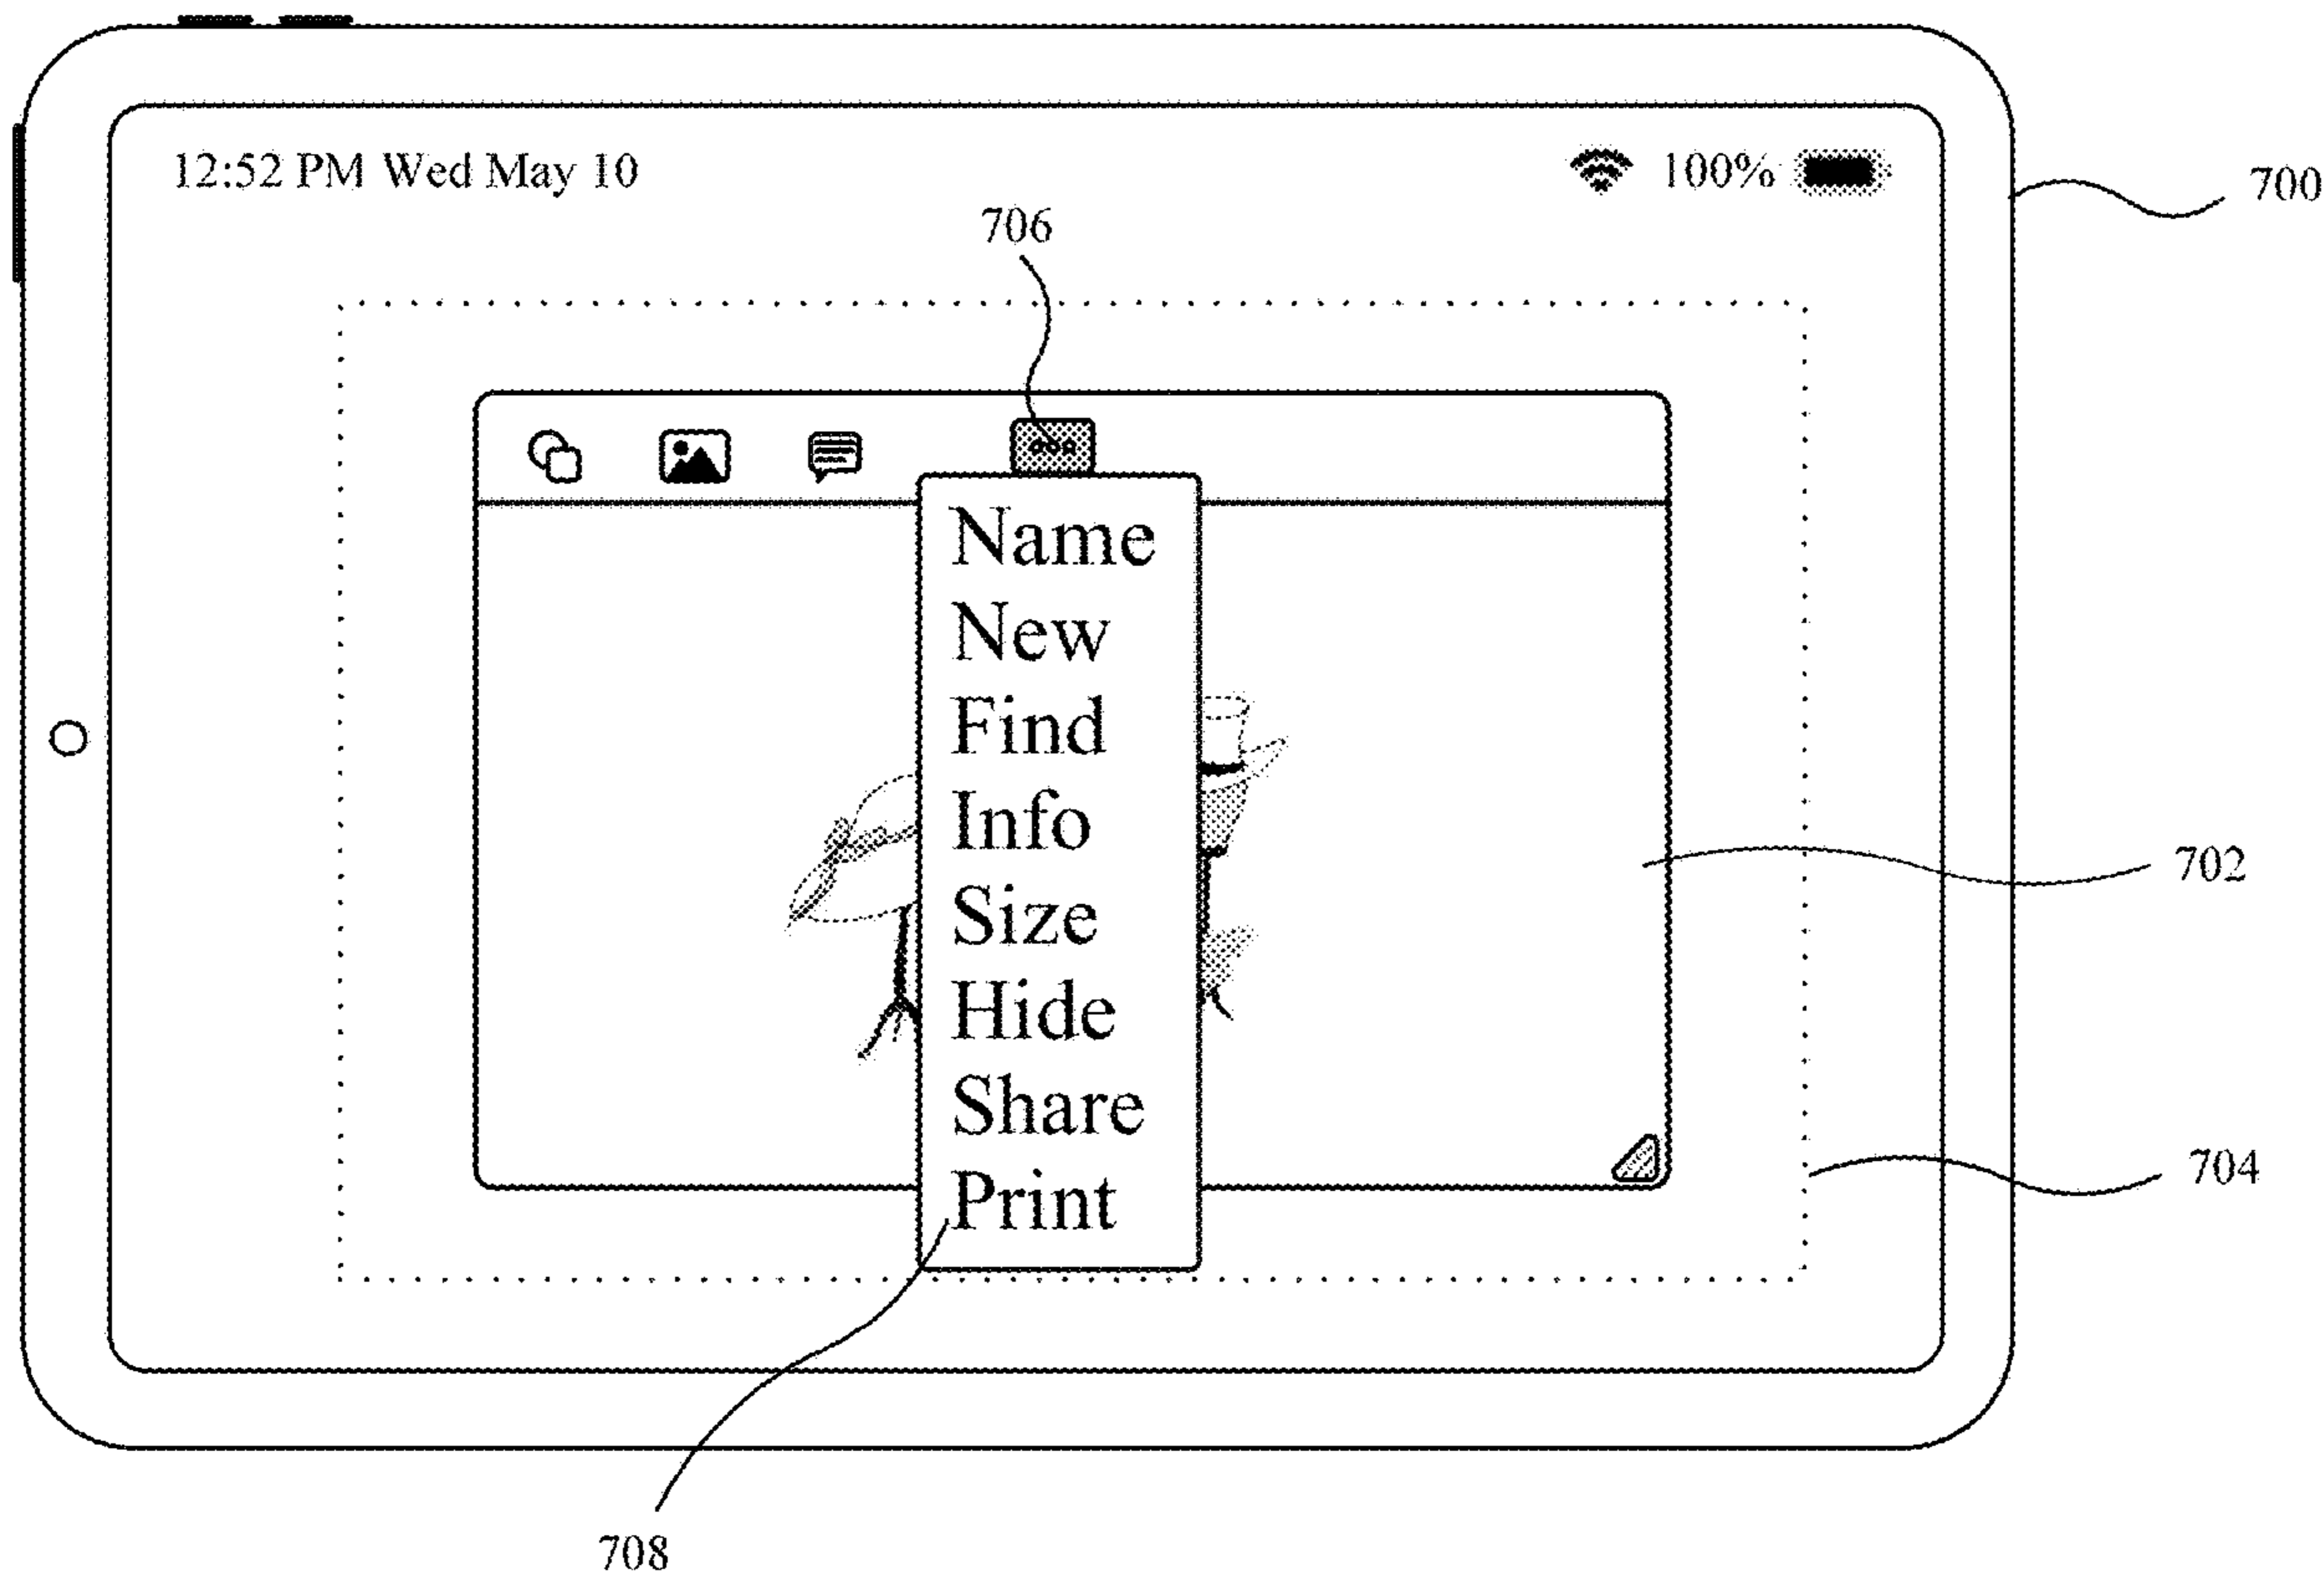 12:52 PM Wed May 10
100%
700
706
Name
New
Find
Info
Size
Hide
Share
Print
702
704
708